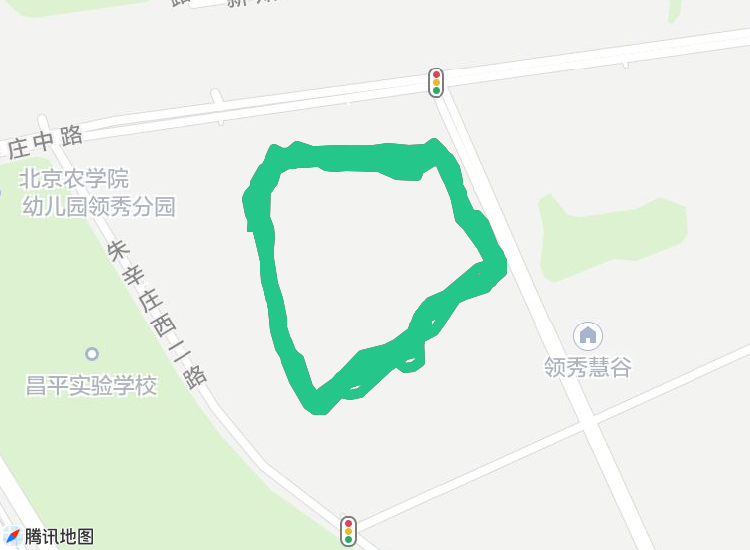 庄中路
北京农学院
幼儿园领秀分园
朱辛庄西二路
昌平实验学校
领秀慧谷
腾讯地图